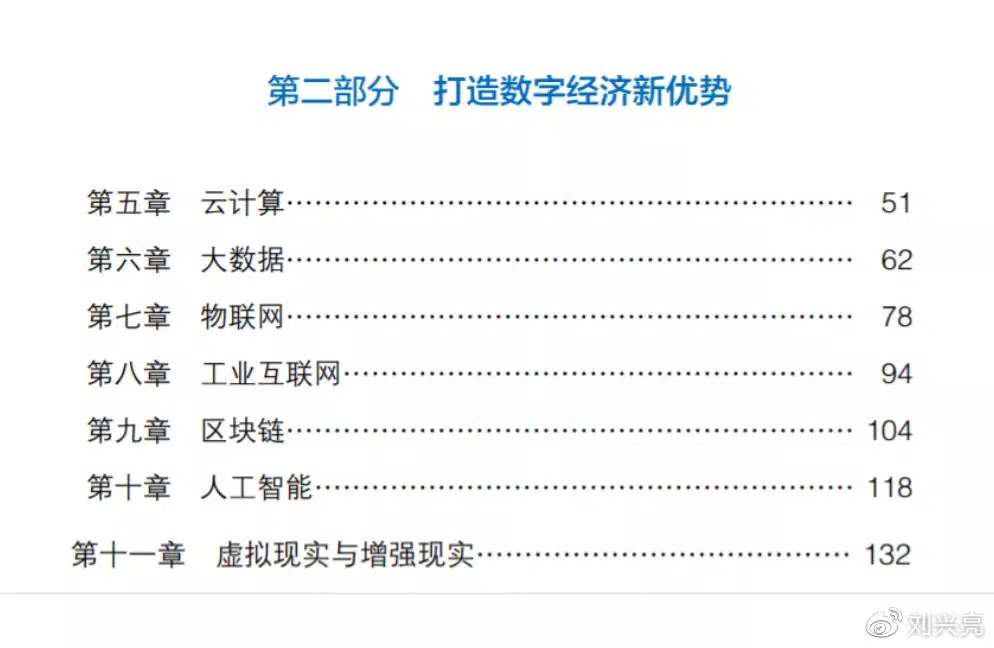 第二部分 打造数字经济新优势
第五章 云计算…………………………………………………… 51
第六章 大数据…………………………………………………… 62
第七章 物联网…………………………………………………… 78
第八章 工业互联网……………………………………………… 94
第九章 区块链…………………………………………………… 104
第十章 人工智能………………………………………………… 118
第十一章 虚拟现实与增强现实………………………………… 132
刘兴亮